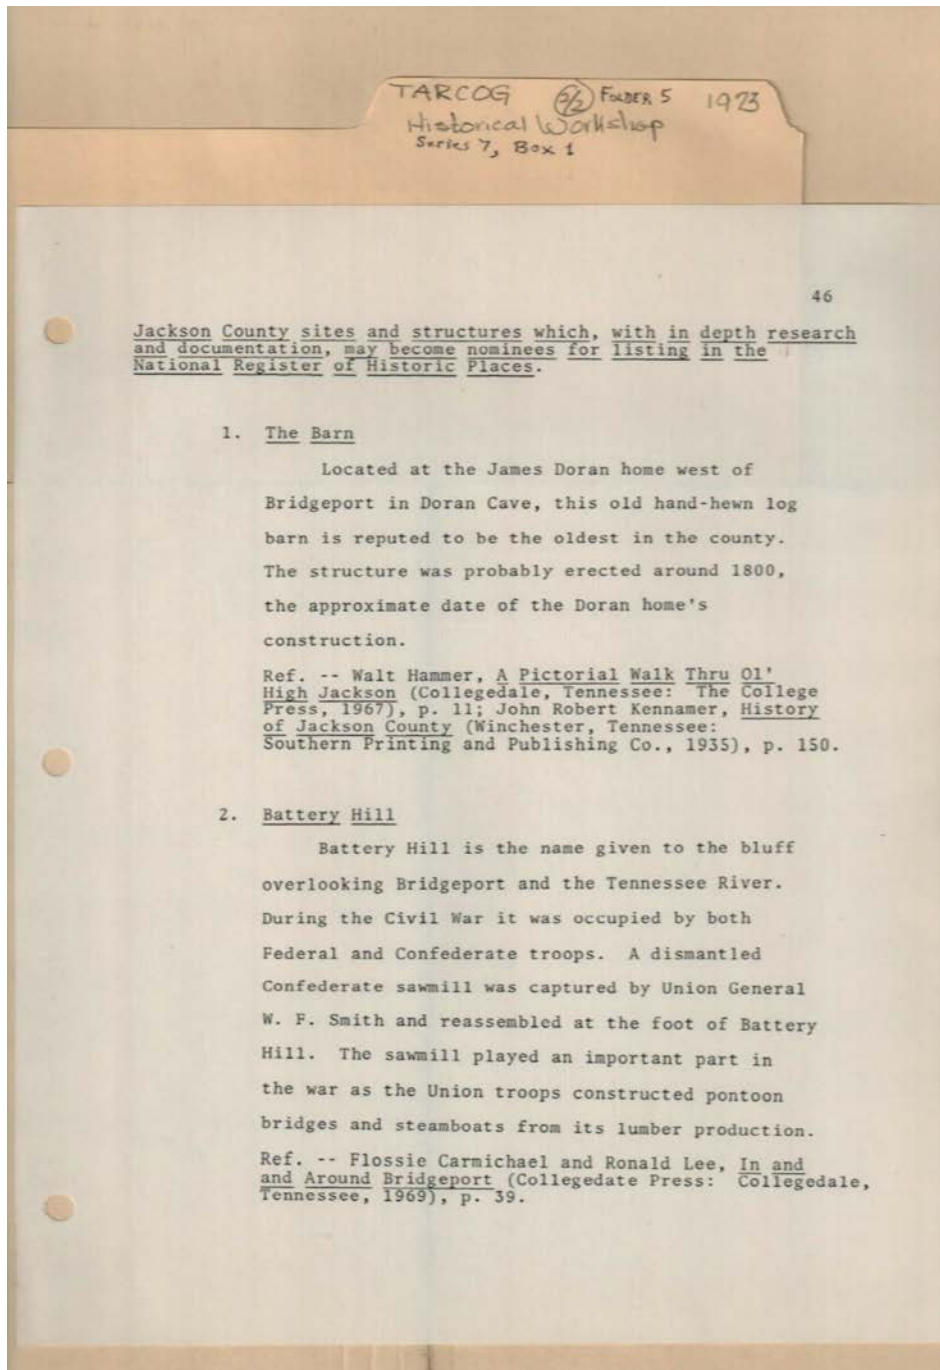 TARCOG 2/2 FOLDER 5 1973
Historical Workshop
Series 7, Box 1
46
Jackson County sites and structures which, with in depth research
and documentation, may become nominees for listing in the
National Register of Historic Places.
1. The Barn
Located at the James Doran home west of
Bridgeport in Doran Cave, this old hand-hewn log
barn is reputed to be the oldest in the county.
The structure was probably erected around 1800,
the approximate date of the Doran home's
construction.
Ref. -- Walt Hammer, A Pictorial Walk Thru Ol'
High Jackson (Collegedale, Tennessee: The College
Press, 1967), p. 11; John Robert Kennamer, History
of Jackson County (Winchester, Tennessee:
Southern Printing and Publishing Co., 1935), p. 150.
2. Battery Hill
Battery Hill is the name given to the bluff
overlooking Bridgeport and the Tennessee River.
During the Civil War it was occupied by both
Federal and Confederate troops. A dismantled
Confederate sawmill was captured by Union General
W. F. Smith and reassembled at the foot of Battery
Hill. The sawmill played an important part in
the war as the Union troops constructed pontoon
bridges and steamboats from its lumber production.
Ref. -- Flossie Carmichael and Ronald Lee, In and
and Around Bridgeport (Collegedate Press: Collegedale,
Tennessee, 1969), p. 39.